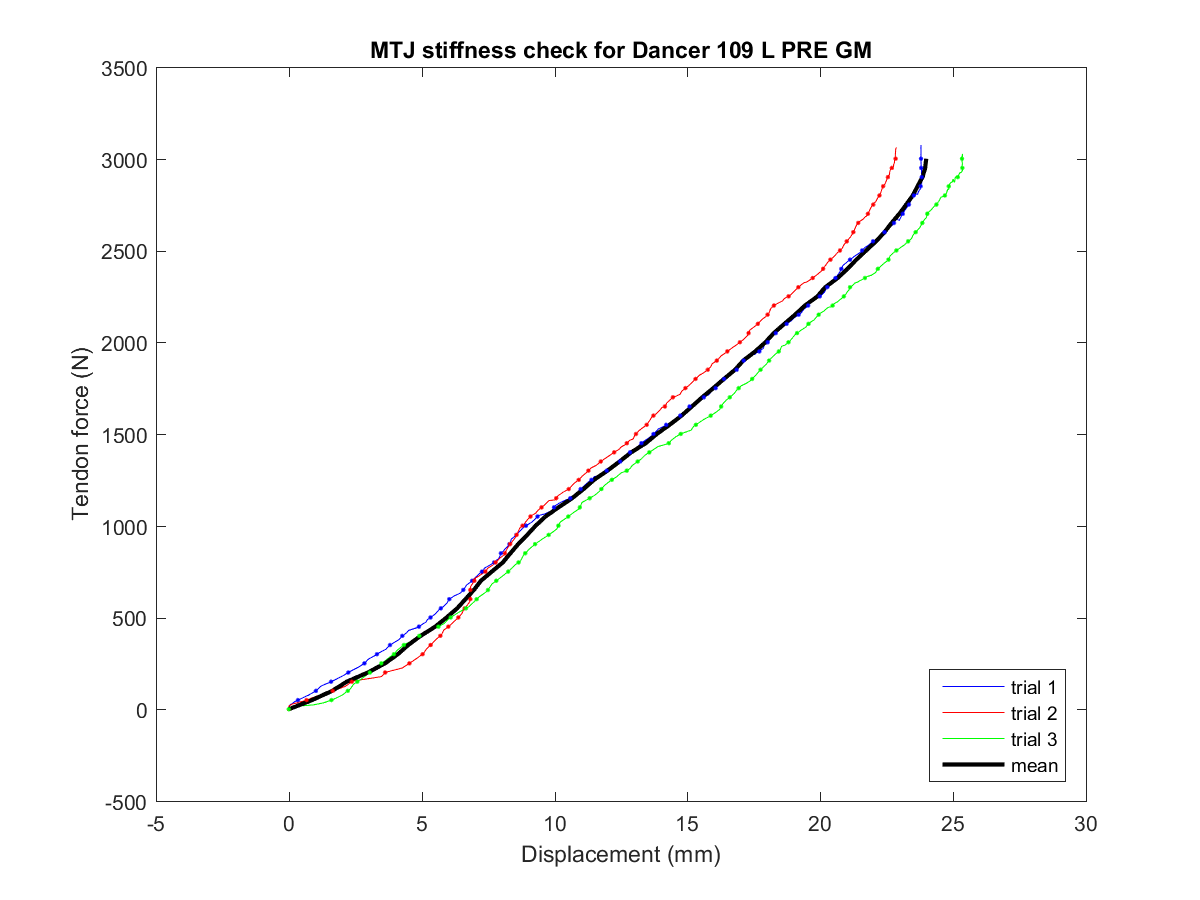 MTJ stiffness check for Dancer 109 L PRE GM
3500
3000
2500
2000
1500
1000
500
0
-500
Tendon force (N)
-5 0 5 10 15 20 25 30
Displacement (mm)
trial 1
trial 2
trial 3
mean